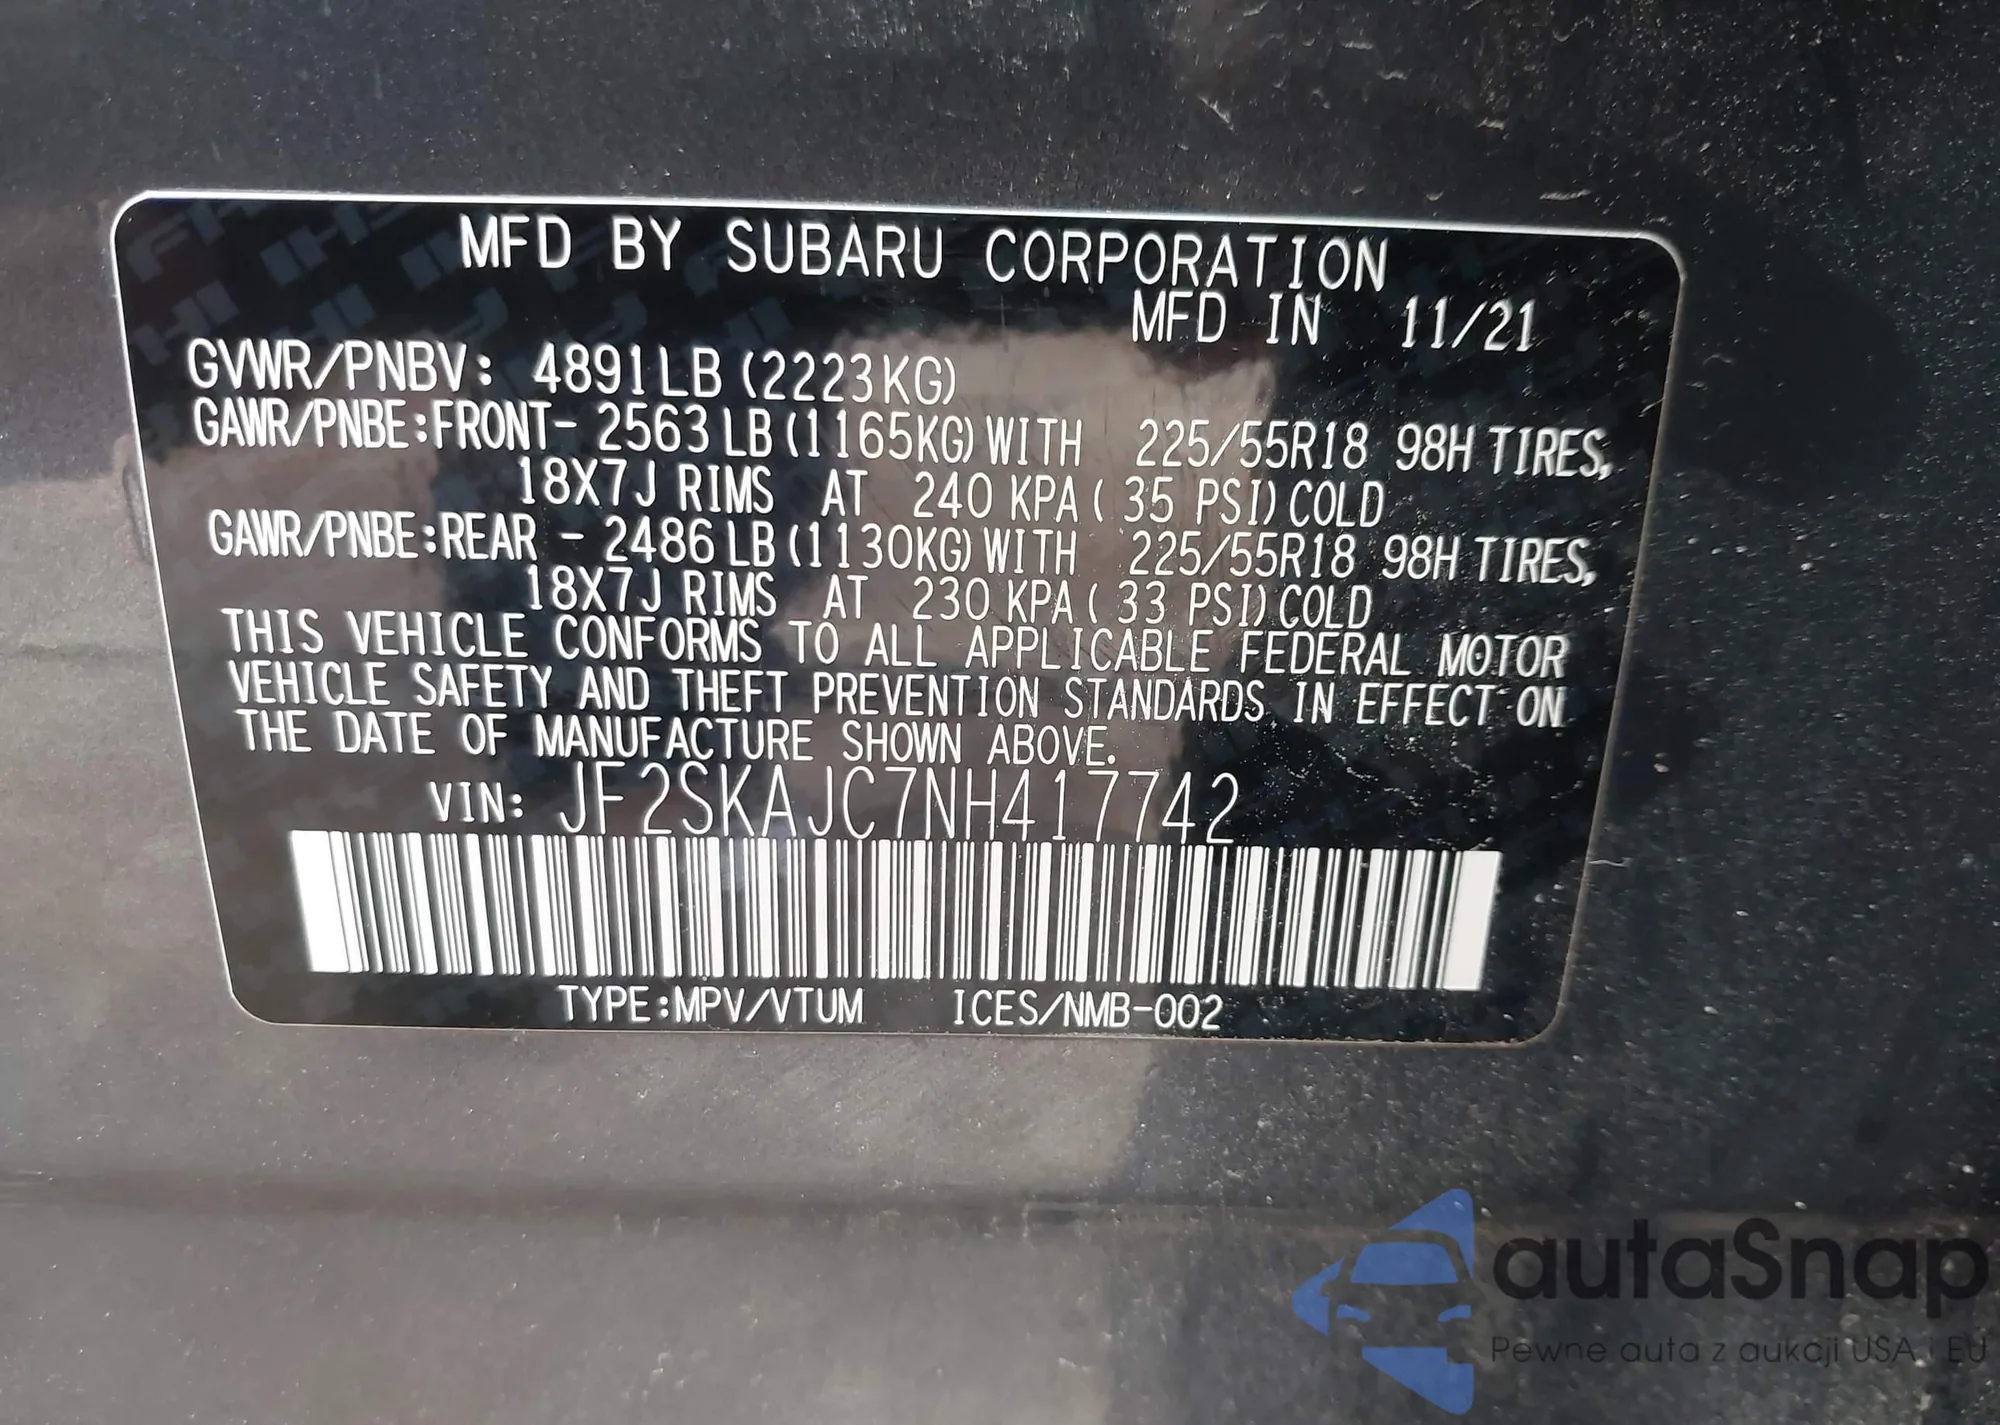 MFD BY SUBARU CORPORATION
MFD IN 11/21
GVWR/PNBV: 4891LB (2223KG)
GAWR/PNBE:FRONT- 2563LB(1165KG)WITH 225/55R18 98H TIRES,
18X7J RIMS AT 240 KPA( 35 PSI)COLD
GAWR/PNBE:REAR - 2486LB(1130KG)WITH 225/55R18 98H TIRES,
18X7J RIMS AT 230 KPA( 33 PSI)COLD
THIS VEHICLE CONFORMS TO ALL APPLICABLE FEDERAL MOTOR
VEHICLE SAFETY AND THEFT PREVENTION STANDARDS IN EFFECT ON
THE DATE OF MANUFACTURE SHOWN ABOVE.
VIN: JF2SKAJC7NH417742
TYPE:MPV/VTUM ICES/NMB-002
autaSnap
Pewne auta z aukcji USA i EU